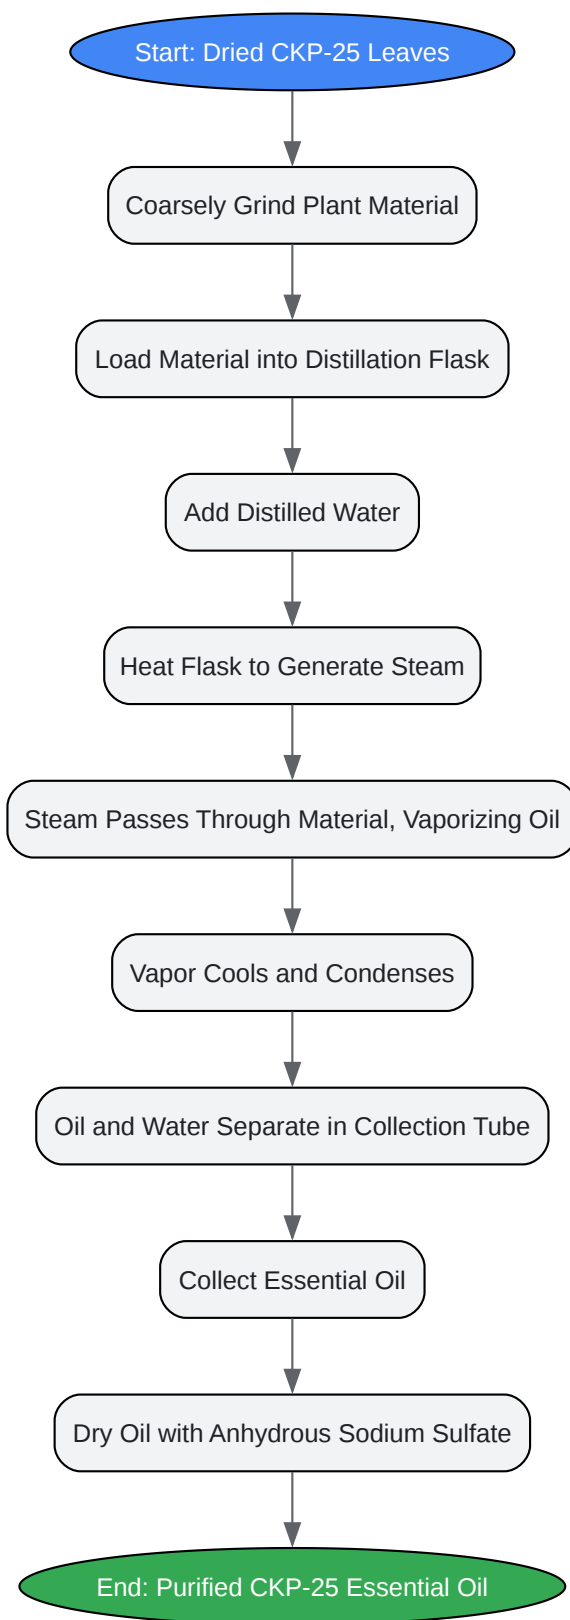 Start: Dried CKP-25 Leaves
Coarsely Grind Plant Material
Load Material into Distillation Flask
Add Distilled Water
Heat Flask to Generate Steam
Steam Passes Through Material, Vaporizing Oil
Vapor Cools and Condenses
Oil and Water Separate in Collection Tube
Collect Essential Oil
Dry Oil with Anhydrous Sodium Sulfate
End: Purified CKP-25 Essential Oil